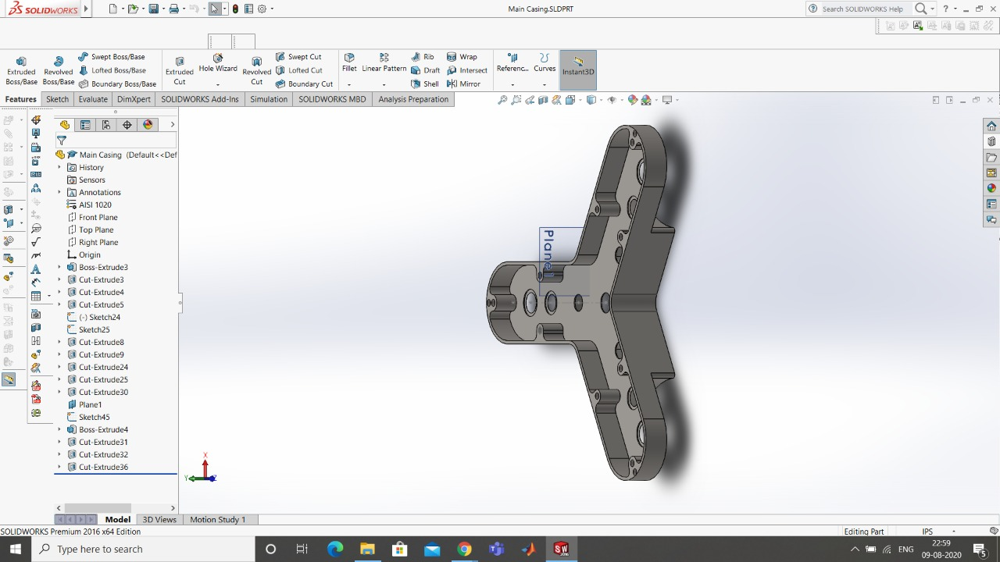 SOLIDWORKS
Main Casing.SLDPRT
Search SOLIDWORKS Help
?
Extruded Boss/Base
Revolved Boss/Base
Swept Boss/Base
Lofted Boss/Base
Boundary Boss/Base
Extruded Cut
Hole Wizard
Revolved Cut
Swept Cut
Lofted Cut
Boundary Cut
Fillet
Linear Pattern
Rib
Draft
Shell
Wrap
Intersect
Mirror
Referenc...
Curves
Instant3D
Features
Sketch
Evaluate
DimXpert
SOLIDWORKS Add-Ins
Simulation
SOLIDWORKS MBD
Analysis Preparation
Main Casing (Default<<Def
History
Sensors
Annotations
AISI 1020
Front Plane
Top Plane
Right Plane
Origin
Boss-Extrude3
Cut-Extrude3
Cut-Extrude4
Cut-Extrude5
(-) Sketch24
Sketch25
Cut-Extrude8
Cut-Extrude9
Cut-Extrude24
Cut-Extrude25
Cut-Extrude30
Plane1
Sketch45
Boss-Extrude4
Cut-Extrude31
Cut-Extrude32
Cut-Extrude36
Plane1
X
Y
Z
Model
3D Views
Motion Study 1
SOLIDWORKS Premium 2016 x64 Edition
Editing Part
IPS
Type here to search
SW
2016
ENG
22:59
09-08-2020
5